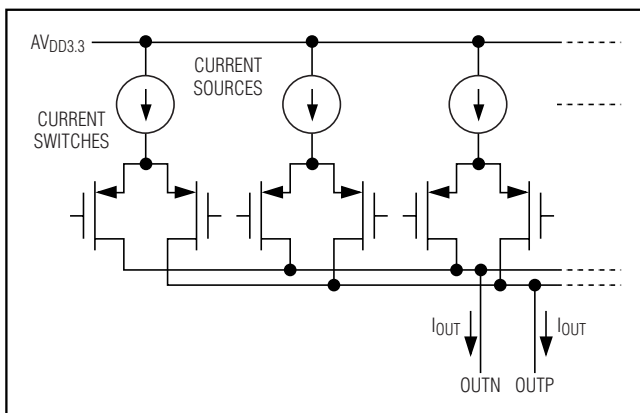 AVDD3.3
CURRENT
SOURCES
CURRENT
SWITCHES
IOUT
IOUT
OUTN
OUTP